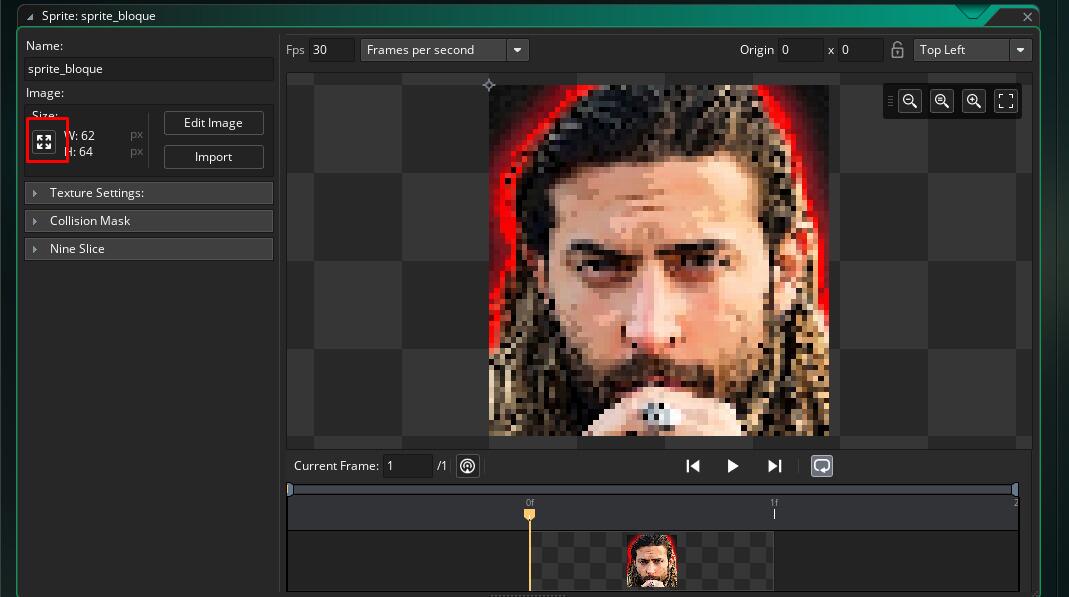 Sprite: sprite_bloque
Name:
sprite_bloque
Image:
Size:
W: 62 px
H: 64 px
Edit Image
Import
Texture Settings:
Collision Mask
Nine Slice
Fps 30 Frames per second Origin 0 x 0 Top Left
Current Frame: 1 /1
0f 1f 2